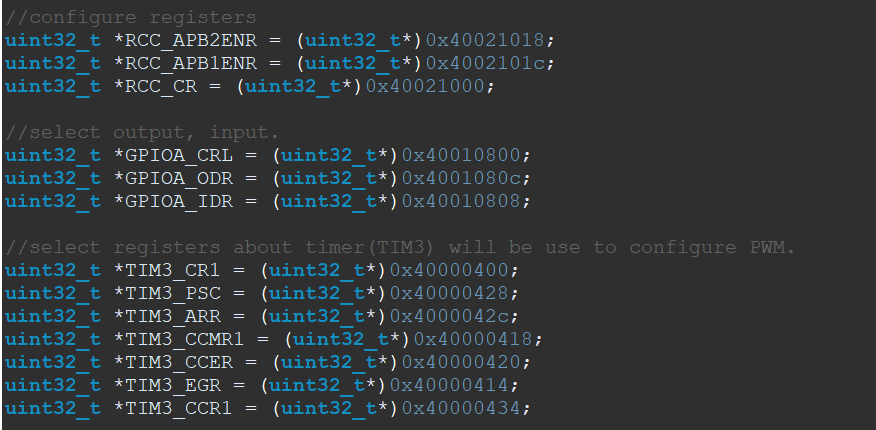 //configure registers
uint32_t *RCC_APB2ENR = (uint32_t*)0x40021018;
uint32_t *RCC_APB1ENR = (uint32_t*)0x4002101c;
uint32_t *RCC_CR = (uint32_t*)0x40021000;
//select output, input.
uint32_t *GPIOA_CRL = (uint32_t*)0x40010800;
uint32_t *GPIOA_ODR = (uint32_t*)0x4001080c;
uint32_t *GPIOA_IDR = (uint32_t*)0x40010808;
//select registers about timer(TIM3) will be use to configure PWM.
uint32_t *TIM3_CR1 = (uint32_t*)0x40000400;
uint32_t *TIM3_PSC = (uint32_t*)0x40000428;
uint32_t *TIM3_ARR = (uint32_t*)0x4000042c;
uint32_t *TIM3_CCMR1 = (uint32_t*)0x40000418;
uint32_t *TIM3_CCER = (uint32_t*)0x40000420;
uint32_t *TIM3_EGR = (uint32_t*)0x40000414;
uint32_t *TIM3_CCR1 = (uint32_t*)0x40000434;